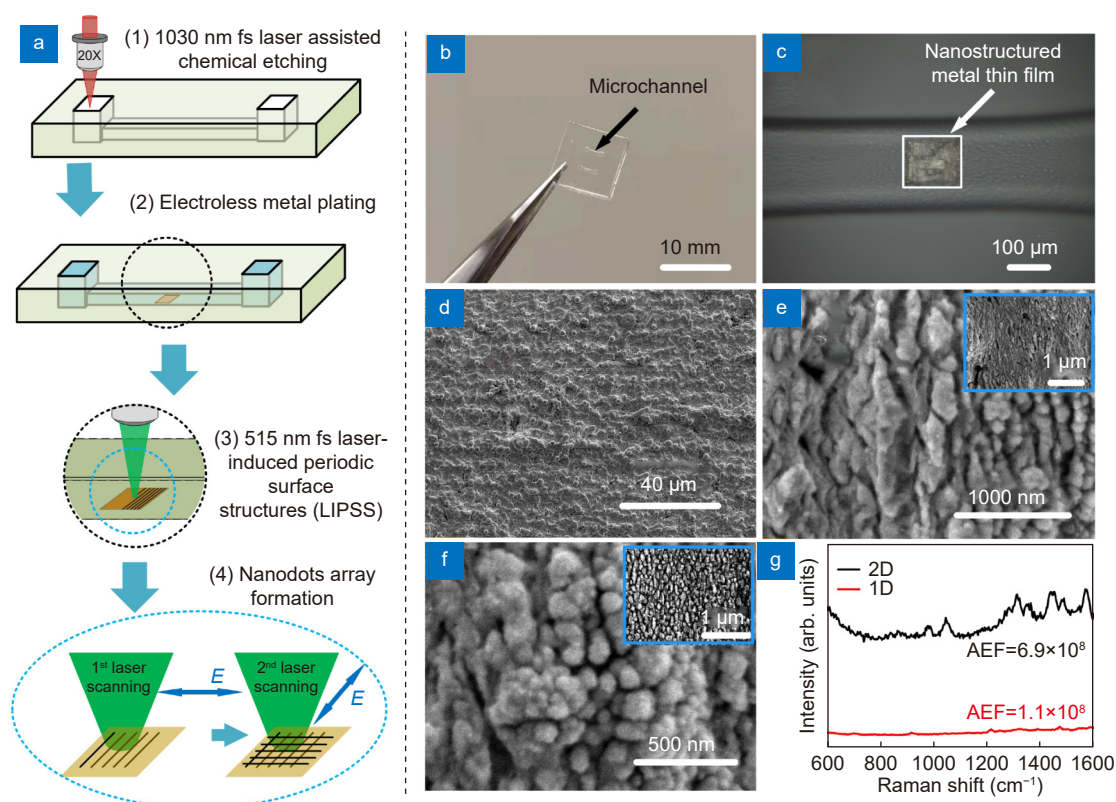 a
20X
(1) 1030 nm fs laser assisted
chemical etching
(2) Electroless metal plating
(3) 515 nm fs laser-
induced periodic
surface
structures (LIPSS)
(4) Nanodots array
formation
1st laser
scanning
E
2nd laser
scanning
E
b
Microchannel
10 mm
c
Nanostructured
metal thin film
100 μm
d
40 μm
e
1 μm
1000 nm
f
1 μm
500 nm
g
2D
1D
AEF=6.9×10⁸
AEF=1.1×10⁸
Intensity (arb. units)
600 800 1000 1200 1400 1600
Raman shift (cm⁻¹)